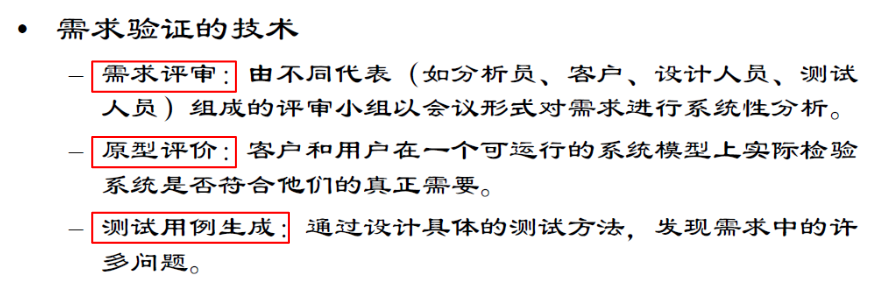 • 需求验证的技术
– 需求评审：由不同代表（如分析员、客户、设计人员、测试
人员）组成的评审小组以会议形式对需求进行系统性分析。
– 原型评价：客户和用户在一个可运行的系统模型上实际检验
系统是否符合他们的真正需要。
– 测试用例生成：通过设计具体的测试方法，发现需求中的许
多问题。